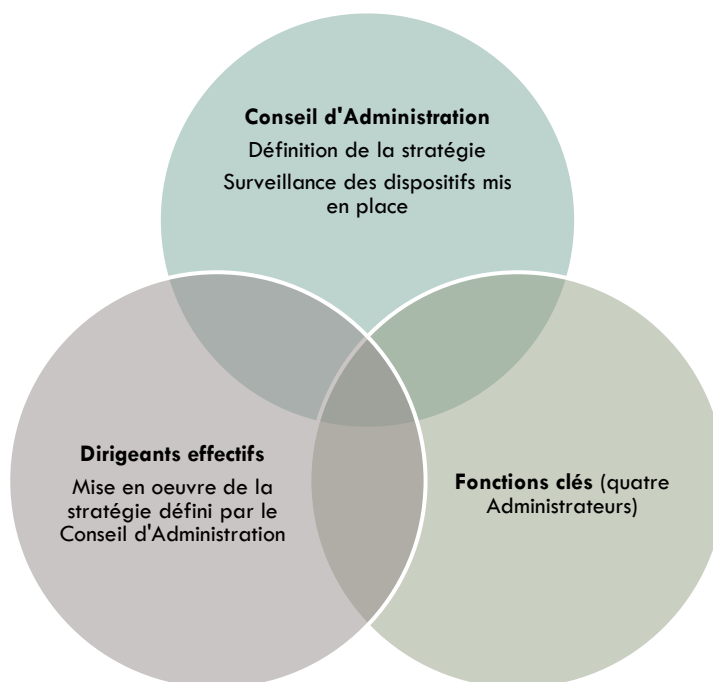 Conseil d'Administration
Définition de la stratégie
Surveillance des dispositifs mis
en place
Dirigeants effectifs
Mise en oeuvre de la
stratégie défini par le
Conseil d'Administration
Fonctions clés (quatre
Administrateurs)